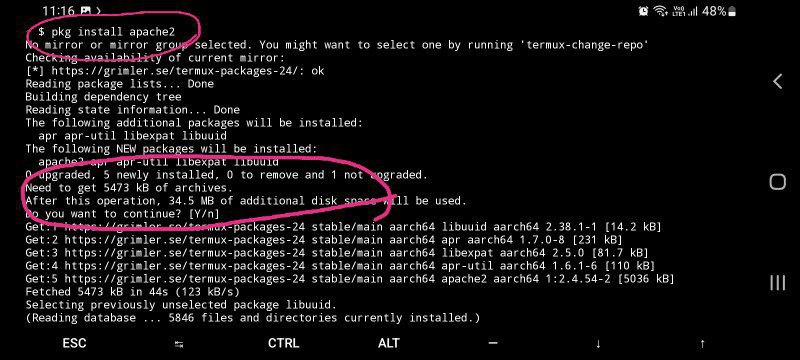 11:16
48%
$ pkg install apache2
No mirror or mirror group selected. You might want to select one by running 'termux-change-repo'
Checking availability of current mirror:
[*] https://grimler.se/termux-packages-24/: ok
Reading package lists... Done
Building dependency tree
Reading state information... Done
The following additional packages will be installed:
apr apr-util libexpat libuuid
The following NEW packages will be installed:
apache2 apr apr-util libexpat libuuid
0 upgraded, 5 newly installed, 0 to remove and 1 not upgraded.
Need to get 5473 kB of archives.
After this operation, 34.5 MB of additional disk space will be used.
Do you want to continue? [Y/n]
Get:1 https://grimler.se/termux-packages-24 stable/main aarch64 libuuid aarch64 2.38.1-1 [14.2 kB]
Get:2 https://grimler.se/termux-packages-24 stable/main aarch64 apr aarch64 1.7.0-8 [231 kB]
Get:3 https://grimler.se/termux-packages-24 stable/main aarch64 libexpat aarch64 2.5.0 [81.7 kB]
Get:4 https://grimler.se/termux-packages-24 stable/main aarch64 apr-util aarch64 1.6.1-6 [110 kB]
Get:5 https://grimler.se/termux-packages-24 stable/main aarch64 apache2 aarch64 1:2.4.54-2 [5036 kB]
Fetched 5473 kB in 44s (123 kB/s)
Selecting previously unselected package libuuid.
(Reading database ... 5846 files and directories currently installed.)
ESC CTRL ALT — ↓ ↑